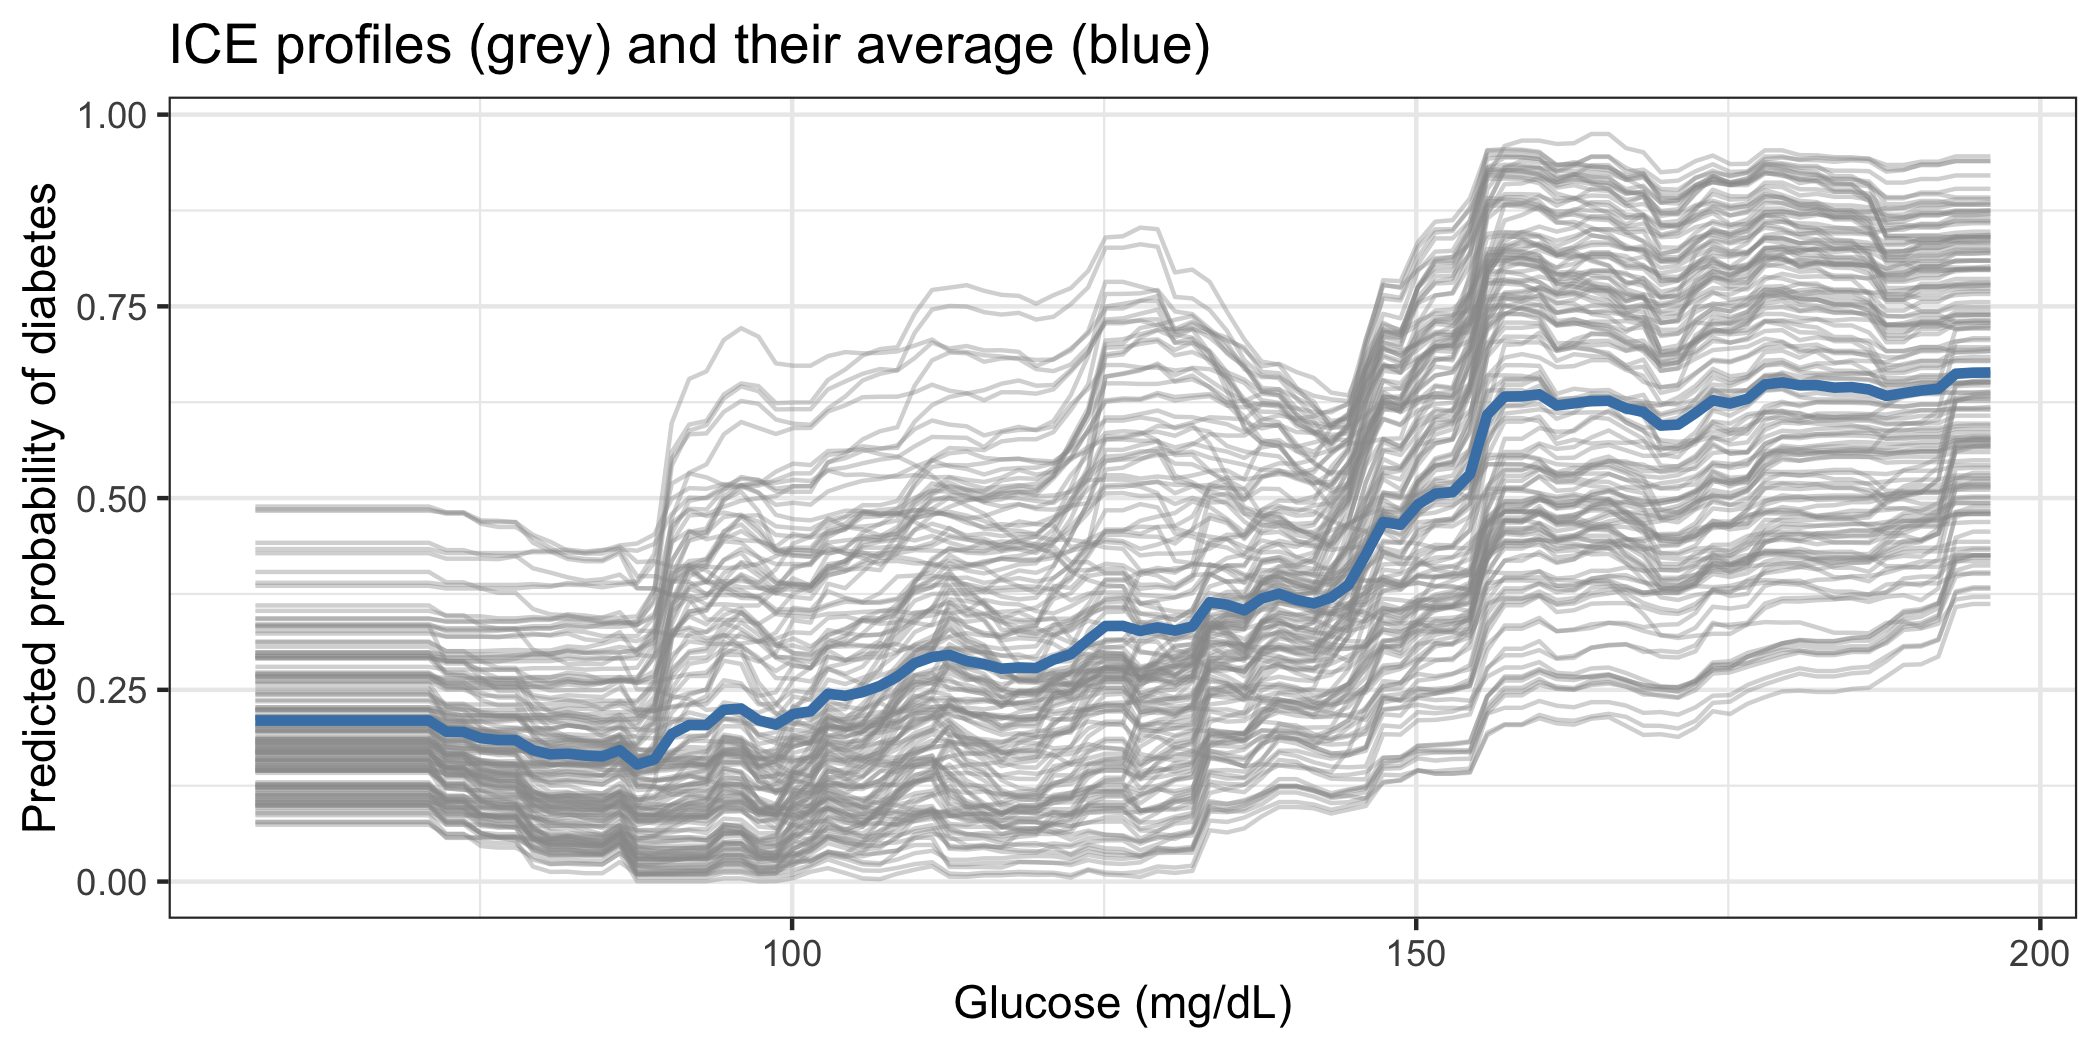 ICE profiles (grey) and their average (blue)
Predicted probability of diabetes
1.00
0.75
0.50
0.25
0.00
100
150
200
Glucose (mg/dL)